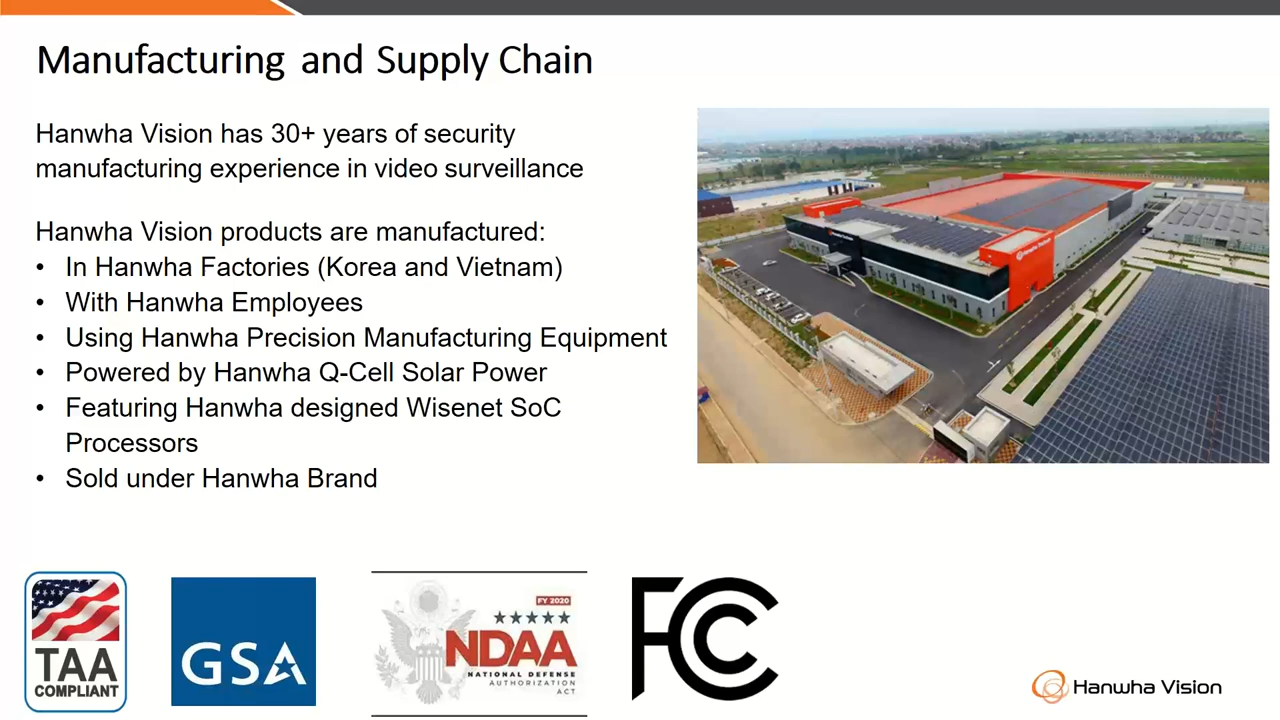 Manufacturing and Supply Chain
Hanwha Vision has 30+ years of security
manufacturing experience in video surveillance
Hanwha Vision products are manufactured:
• In Hanwha Factories (Korea and Vietnam)
• With Hanwha Employees
• Using Hanwha Precision Manufacturing Equipment
• Powered by Hanwha Q-Cell Solar Power
• Featuring Hanwha designed Wisenet SoC
Processors
• Sold under Hanwha Brand
TAA
COMPLIANT
GSA
FY 2020
NDAA
NATIONAL DEFENSE
AUTHORIZATION
ACT
FCC
Hanwha Vision